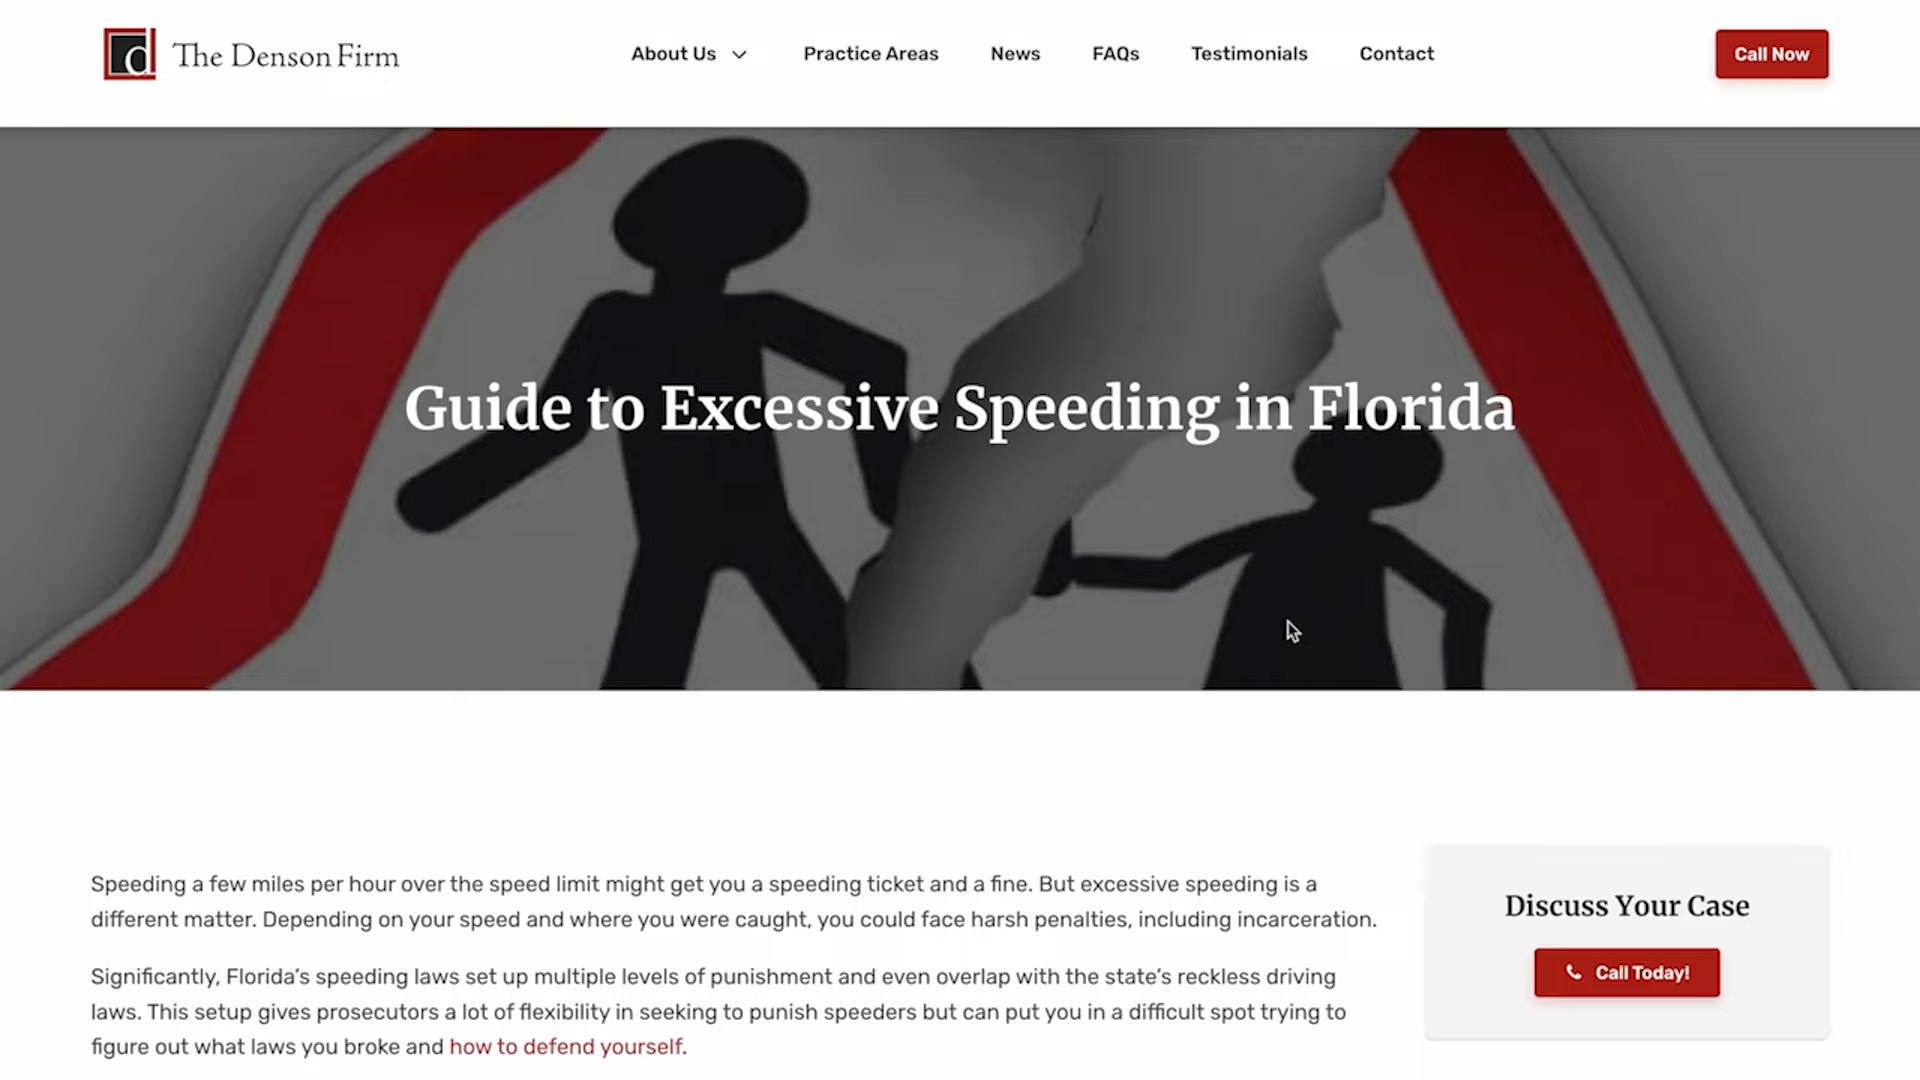 d The Denson Firm
About Us Practice Areas News FAQs Testimonials Contact Call Now
Guide to Excessive Speeding in Florida
Speeding a few miles per hour over the speed limit might get you a speeding ticket and a fine. But excessive speeding is a
different matter. Depending on your speed and where you were caught, you could face harsh penalties, including incarceration.
Significantly, Florida’s speeding laws set up multiple levels of punishment and even overlap with the state’s reckless driving
laws. This setup gives prosecutors a lot of flexibility in seeking to punish speeders but can put you in a difficult spot trying to
figure out what laws you broke and how to defend yourself.
Discuss Your Case
Call Today!